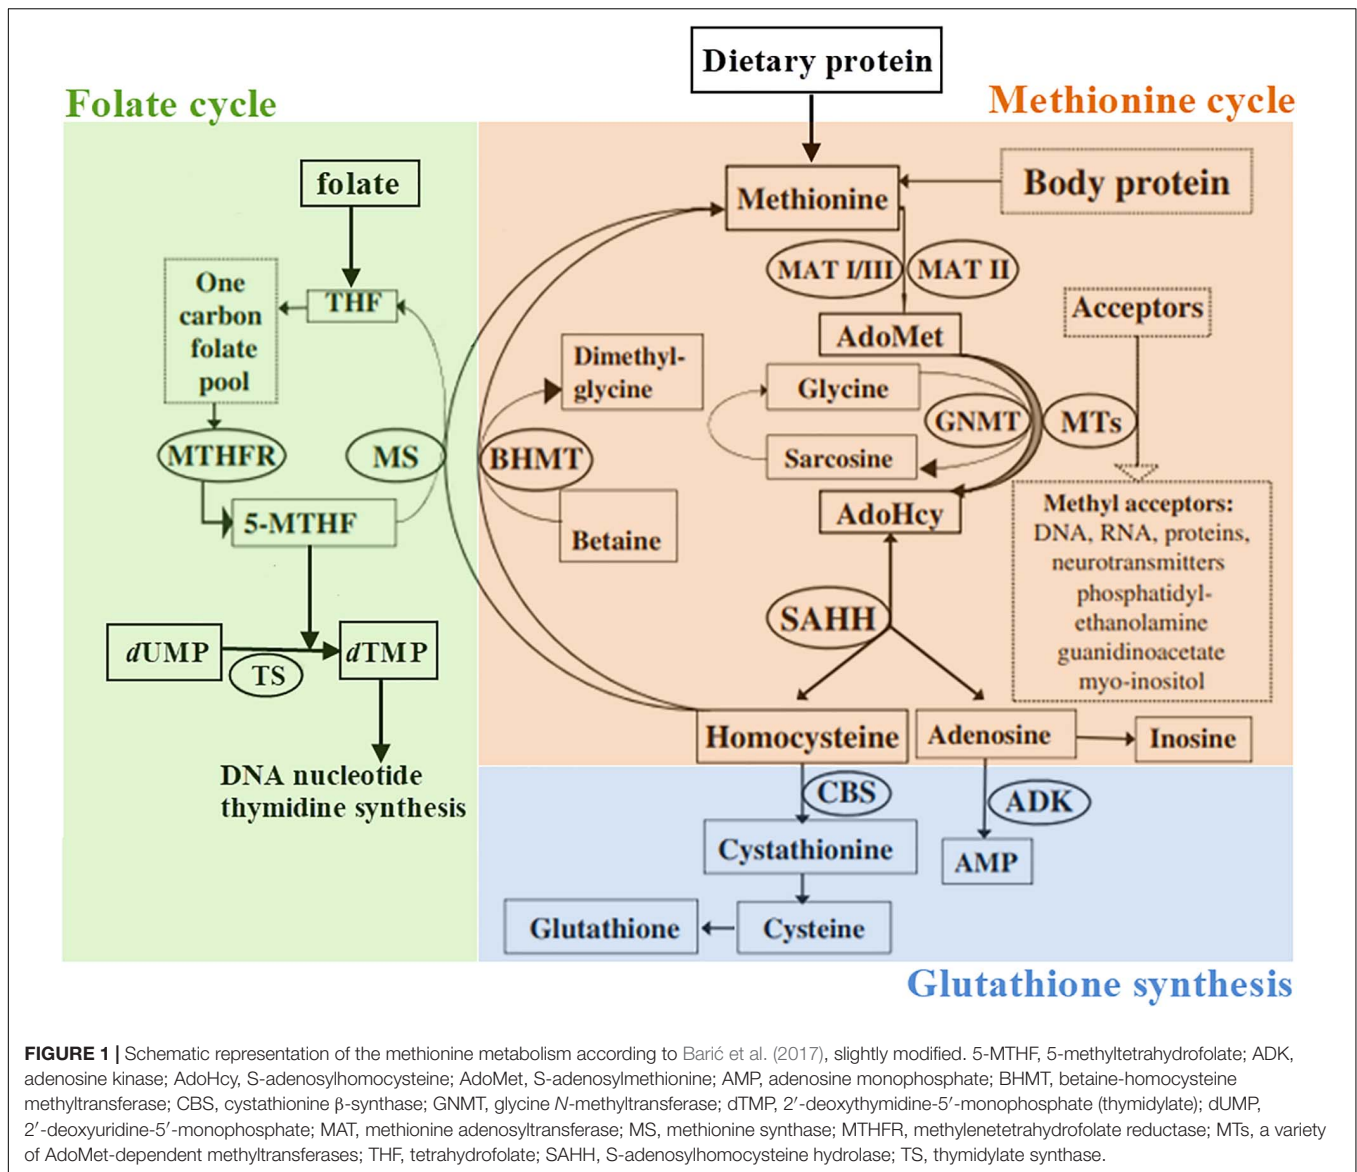 Dietary protein
Folate cycle
Methionine cycle
folate
Methionine
Body protein
MAT I/III
MAT II
One
carbon
folate
pool
THF
Acceptors
AdoMet
Dimethyl-
glycine
Glycine
GNMT
MTs
MTHFR
MS
BHMT
Sarcosine
5-MTHF
Betaine
AdoHcy
Methyl acceptors:
DNA, RNA, proteins,
neurotransmitters
phosphatidyl-
ethanolamine
guanidinoacetate
myo-inositol
SAHH
dUMP
TS
dTMP
DNA nucleotide
thymidine synthesis
Homocysteine
Adenosine
Inosine
CBS
ADK
Cystathionine
AMP
Glutathione
Cysteine
Glutathione synthesis
FIGURE 1 | Schematic representation of the methionine metabolism according to Barić et al. (2017), slightly modified. 5-MTHF, 5-methyltetrahydrofolate; ADK,
adenosine kinase; AdoHcy, S-adenosylhomocysteine; AdoMet, S-adenosylmethionine; AMP, adenosine monophosphate; BHMT, betaine-homocysteine
methyltransferase; CBS, cystathionine β-synthase; GNMT, glycine N-methyltransferase; dTMP, 2′-deoxythymidine-5′-monophosphate (thymidylate); dUMP,
2′-deoxyuridine-5′-monophosphate; MAT, methionine adenosyltransferase; MS, methionine synthase; MTHFR, methylenetetrahydrofolate reductase; MTs, a variety
of AdoMet-dependent methyltransferases; THF, tetrahydrofolate; SAHH, S-adenosylhomocysteine hydrolase; TS, thymidylate synthase.